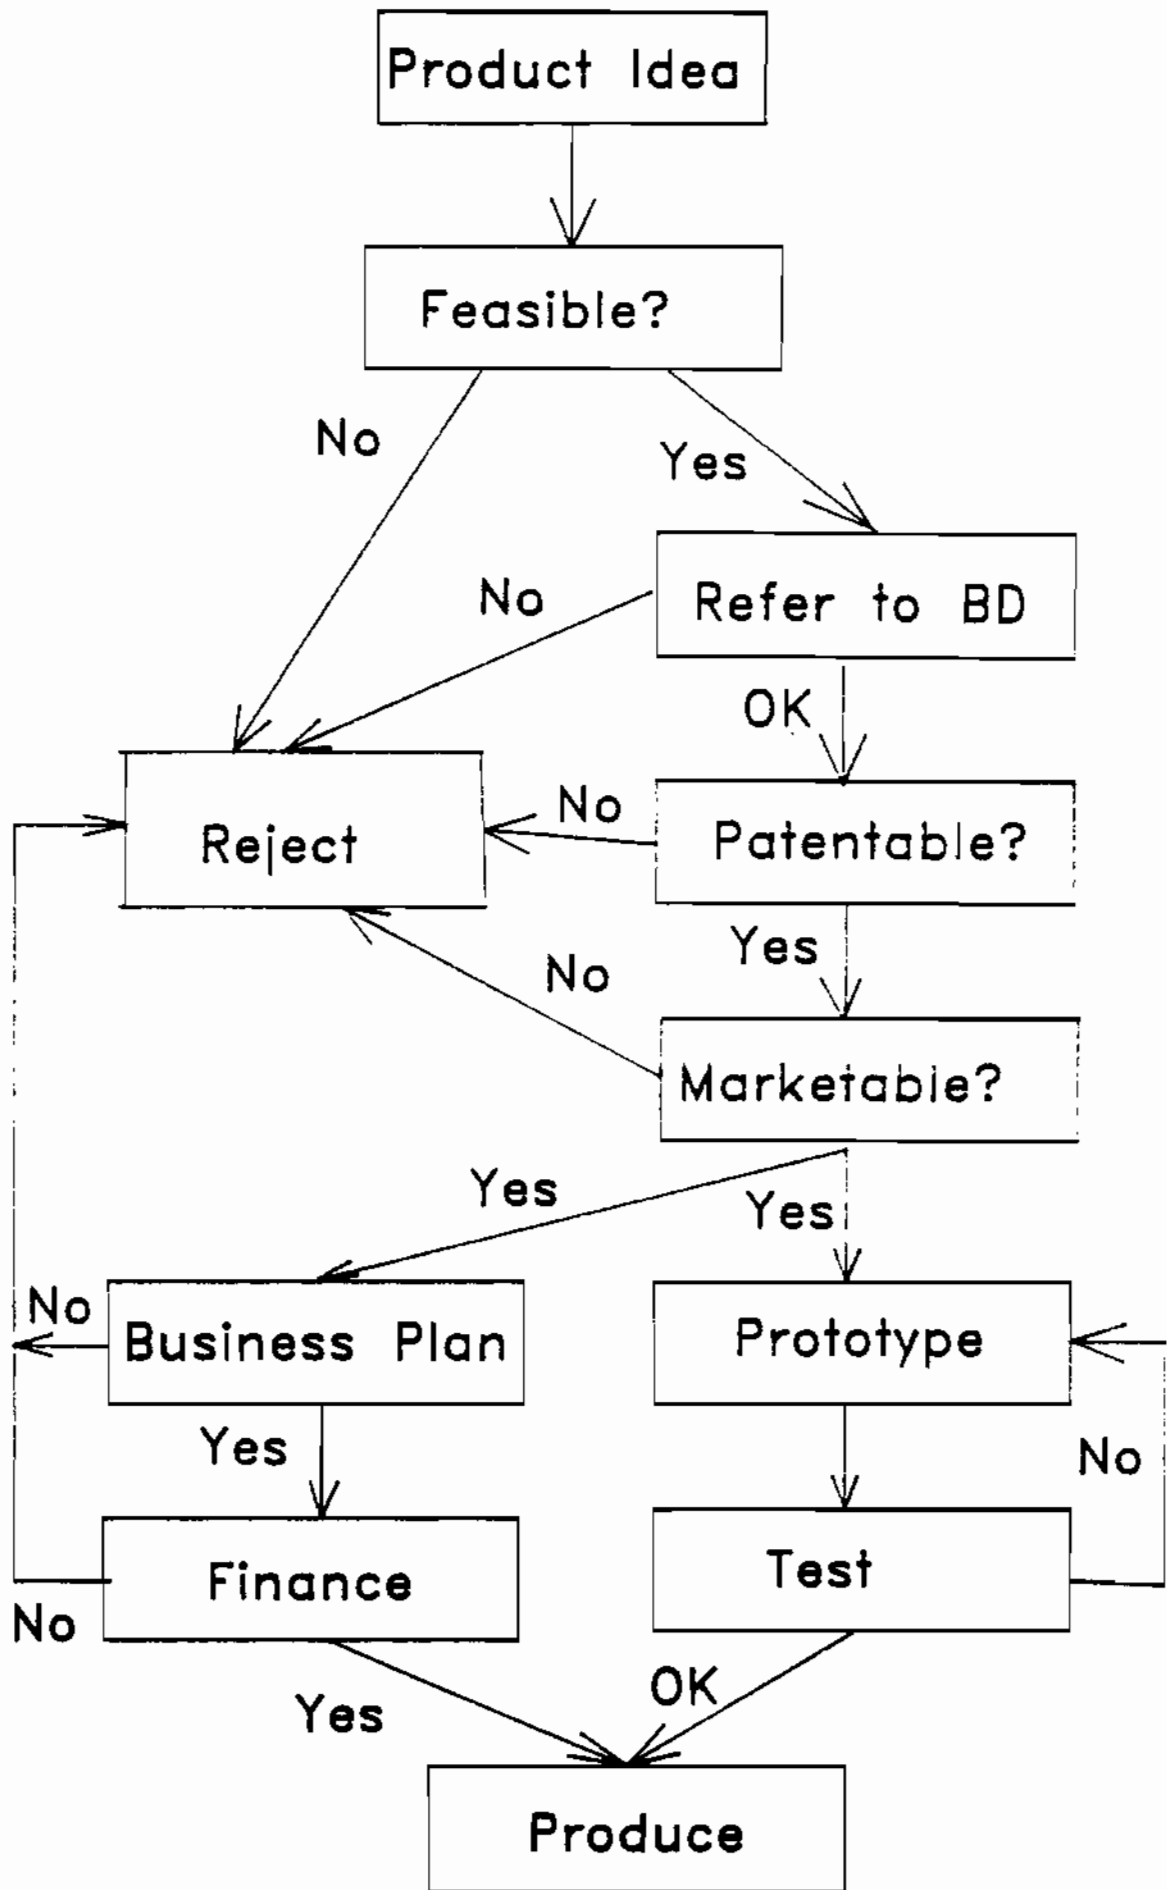 Product Idea
Feasible?
No
Yes
No
Refer to BD
OK
Reject
No
Patentable?
Yes
No
Marketable?
Yes
Yes
No
Business Plan
Prototype
Yes
No
Finance
Test
No
Yes
OK
Produce